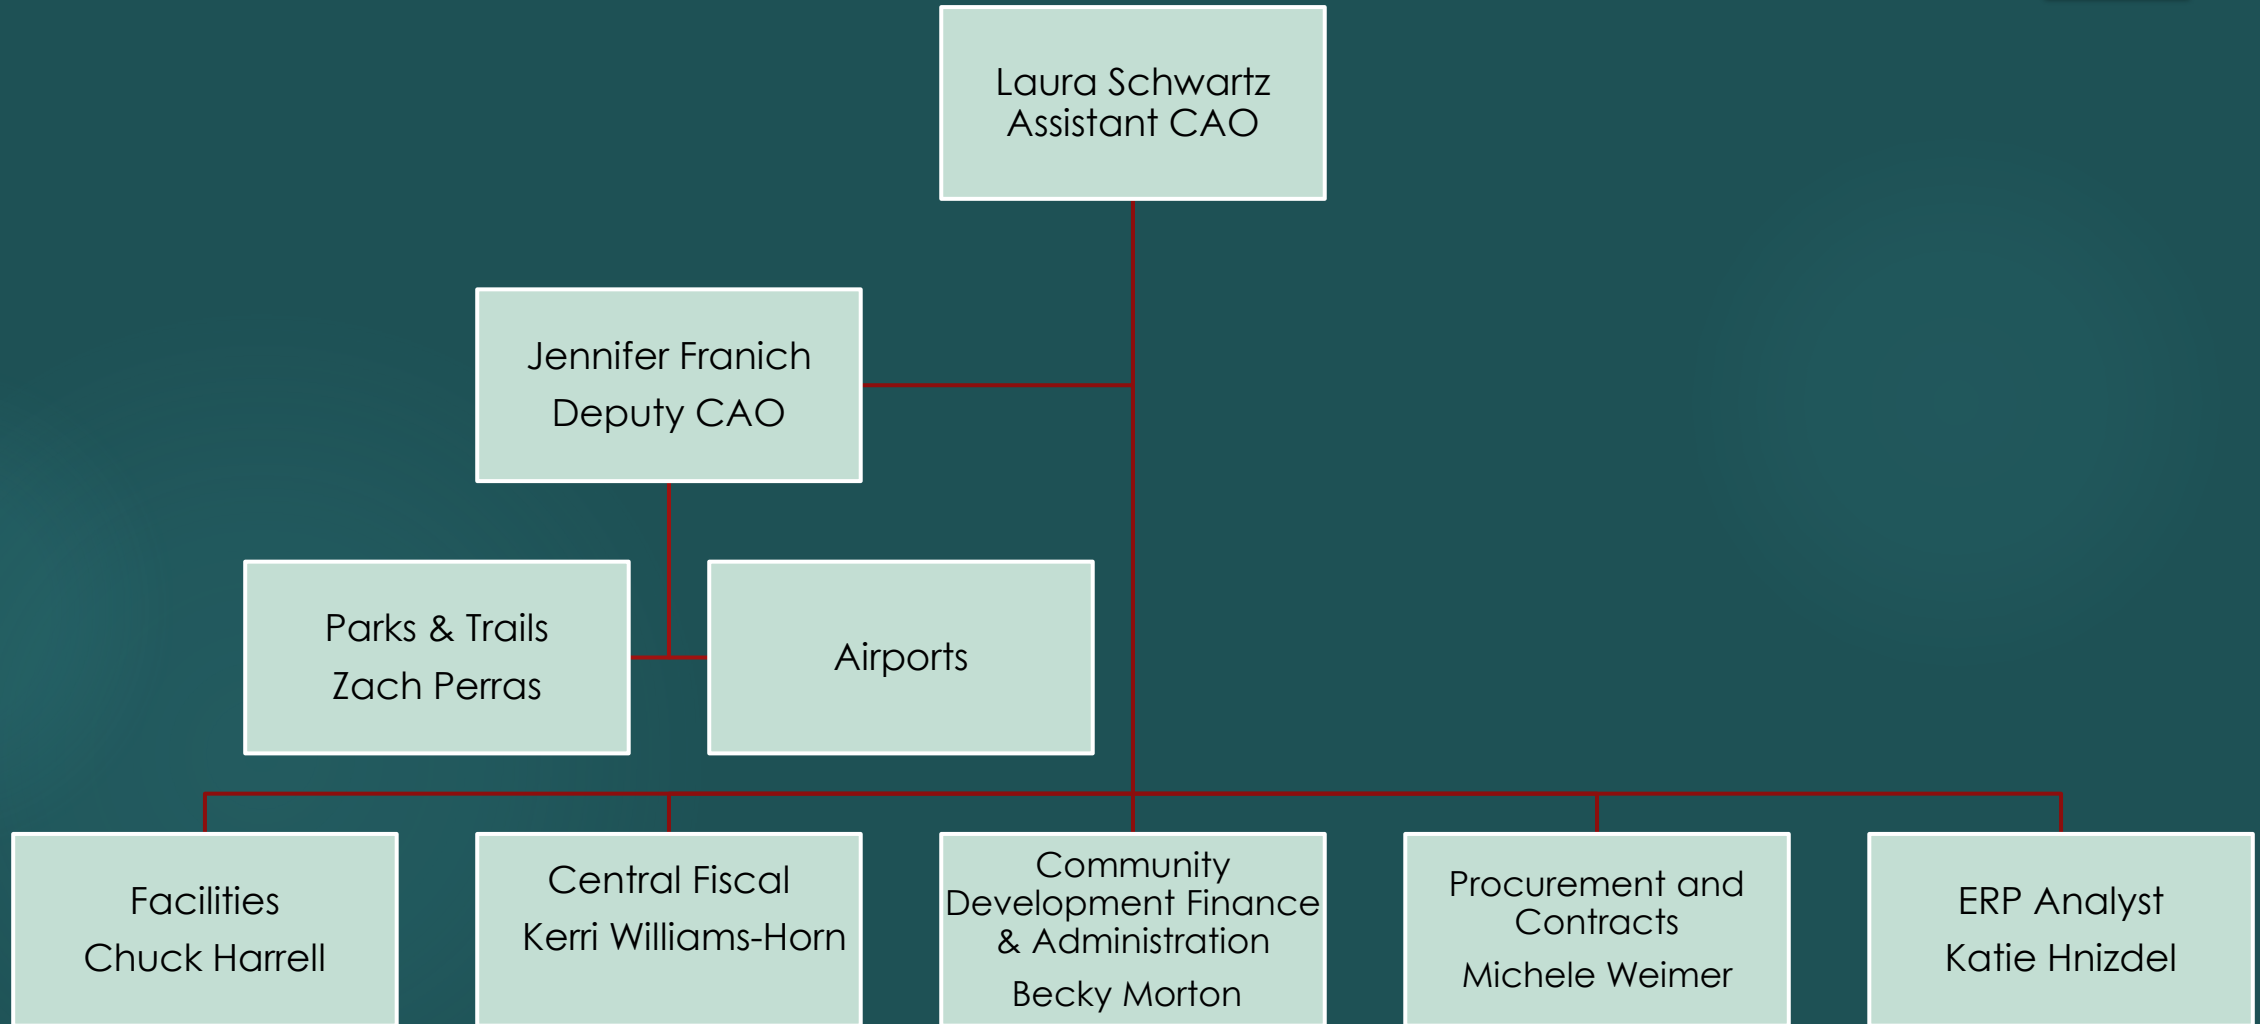 Laura Schwartz
Assistant CAO
Jennifer Franich
Deputy CAO
Parks & Trails
Zach Perras
Airports
Facilities
Chuck Harrell
Central Fiscal
Kerri Williams-Horn
Community
Development Finance
& Administration
Becky Morton
Procurement and
Contracts
Michele Weimer
ERP Analyst
Katie Hnizdel